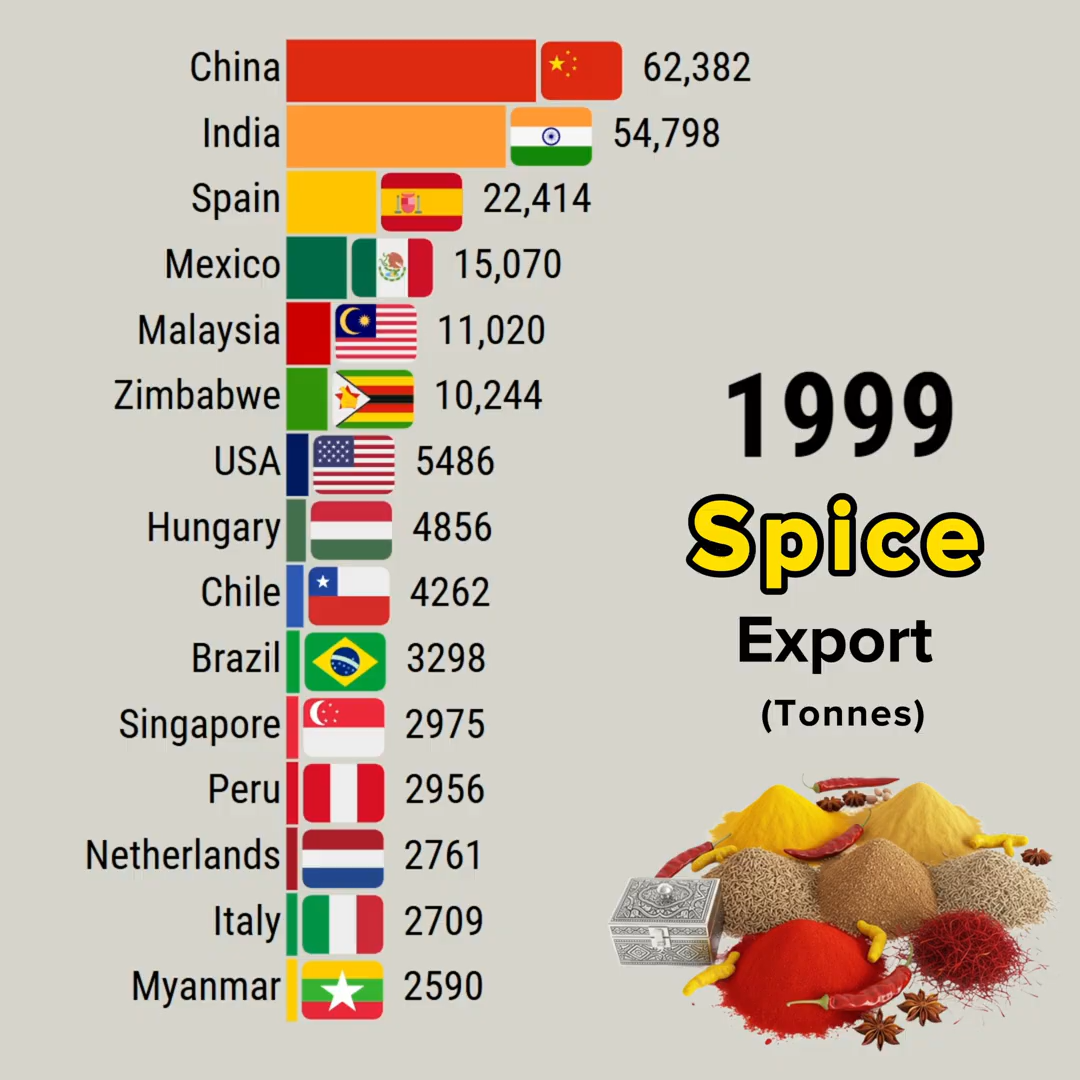 China 62,382
India 54,798
Spain 22,414
Mexico 15,070
Malaysia 11,020
Zimbabwe 10,244
USA 5486
Hungary 4856
Chile 4262
Brazil 3298
Singapore 2975
Peru 2956
Netherlands 2761
Italy 2709
Myanmar 2590
1999
Spice
Export
(Tonnes)